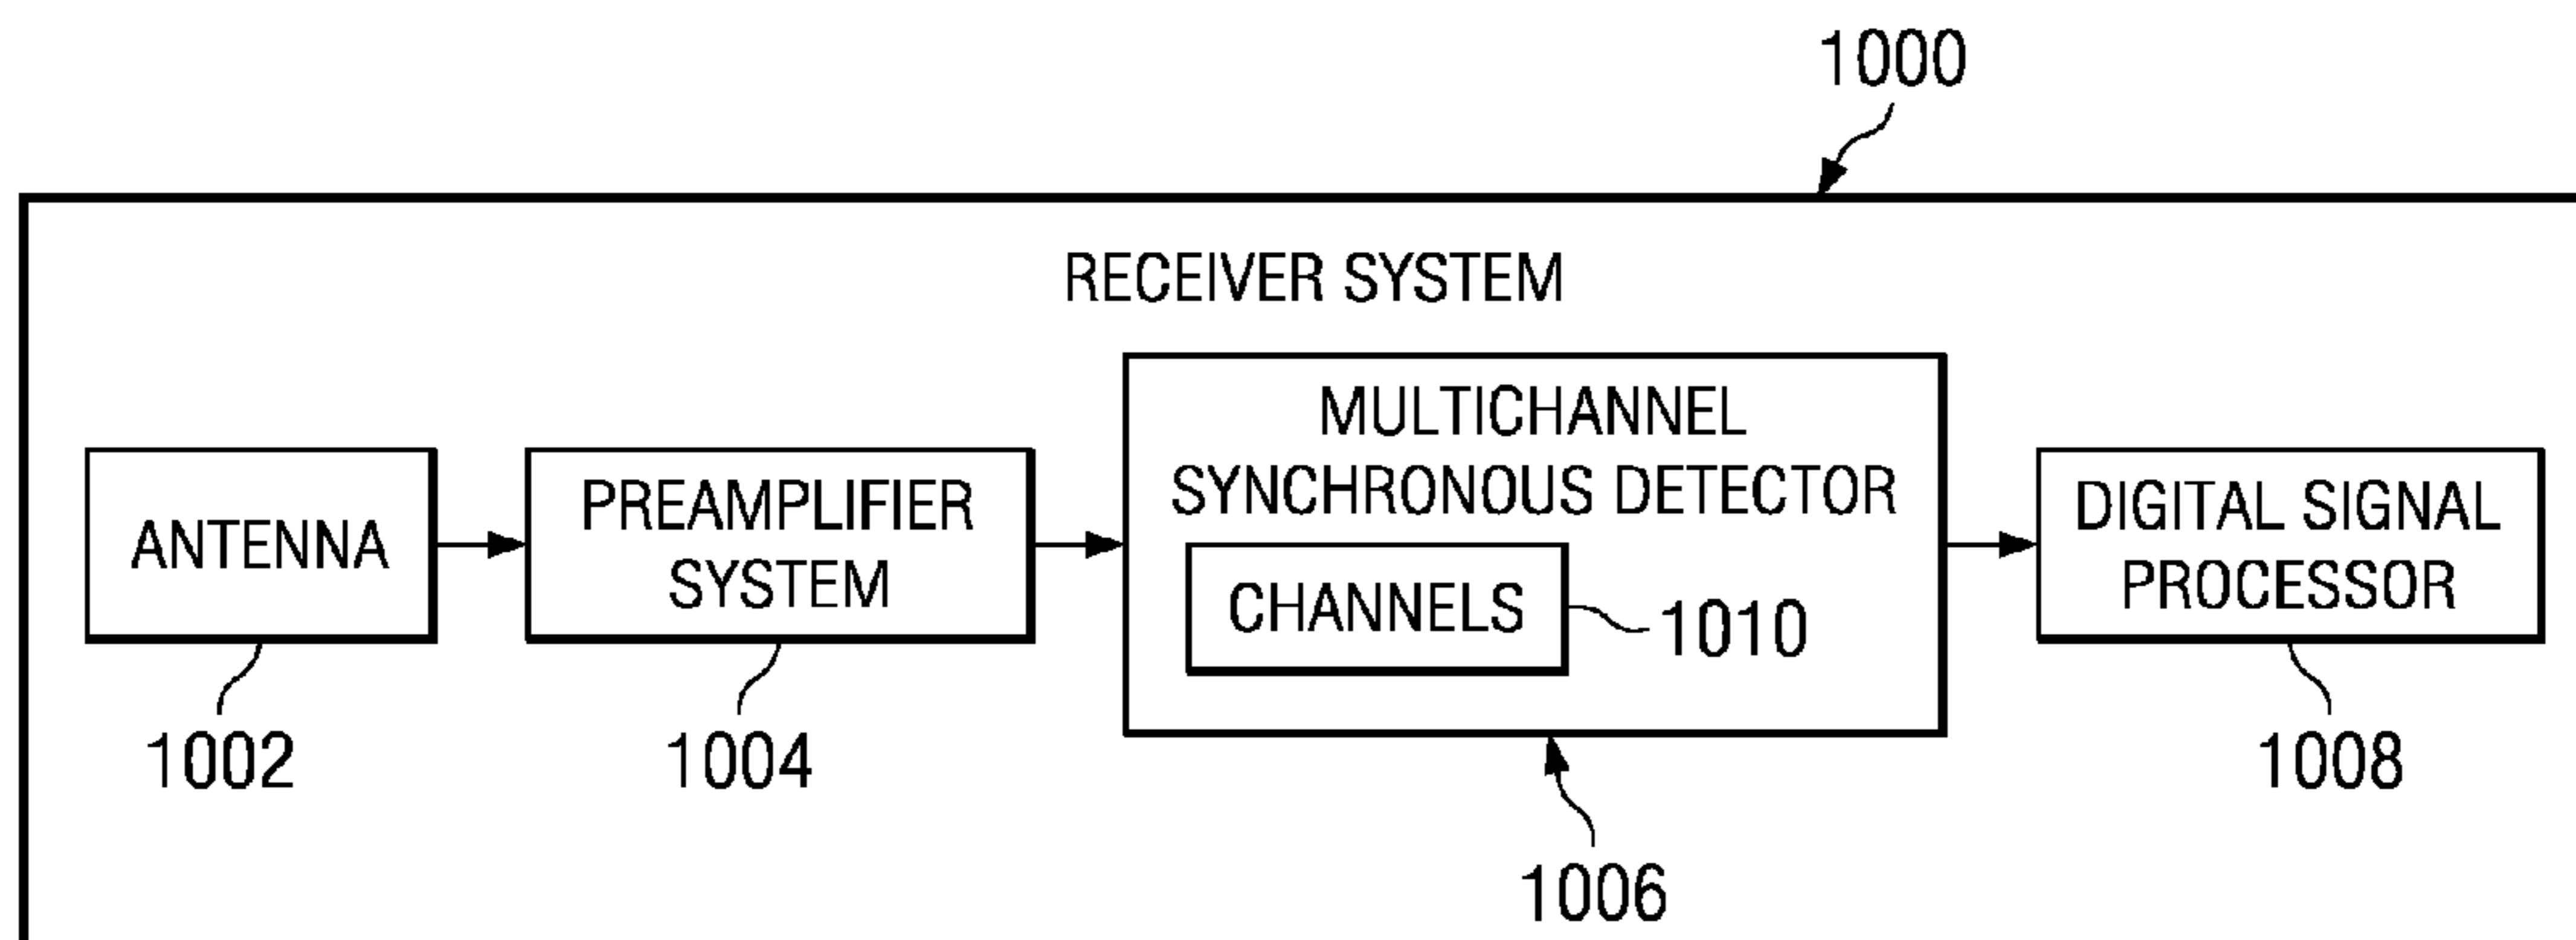 1000
RECEIVER SYSTEM
ANTENNA
1002
PREAMPLIFIER
SYSTEM
1004
MULTICHANNEL
SYNCHRONOUS DETECTOR
CHANNELS
1010
1006
DIGITAL SIGNAL
PROCESSOR
1008